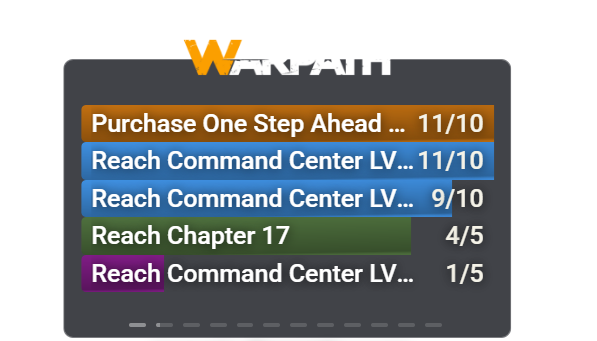 WARPATH
Purchase One Step Ahead ... 11/10
Reach Command Center LV... 11/10
Reach Command Center LV... 9/10
Reach Chapter 17 4/5
Reach Command Center LV... 1/5